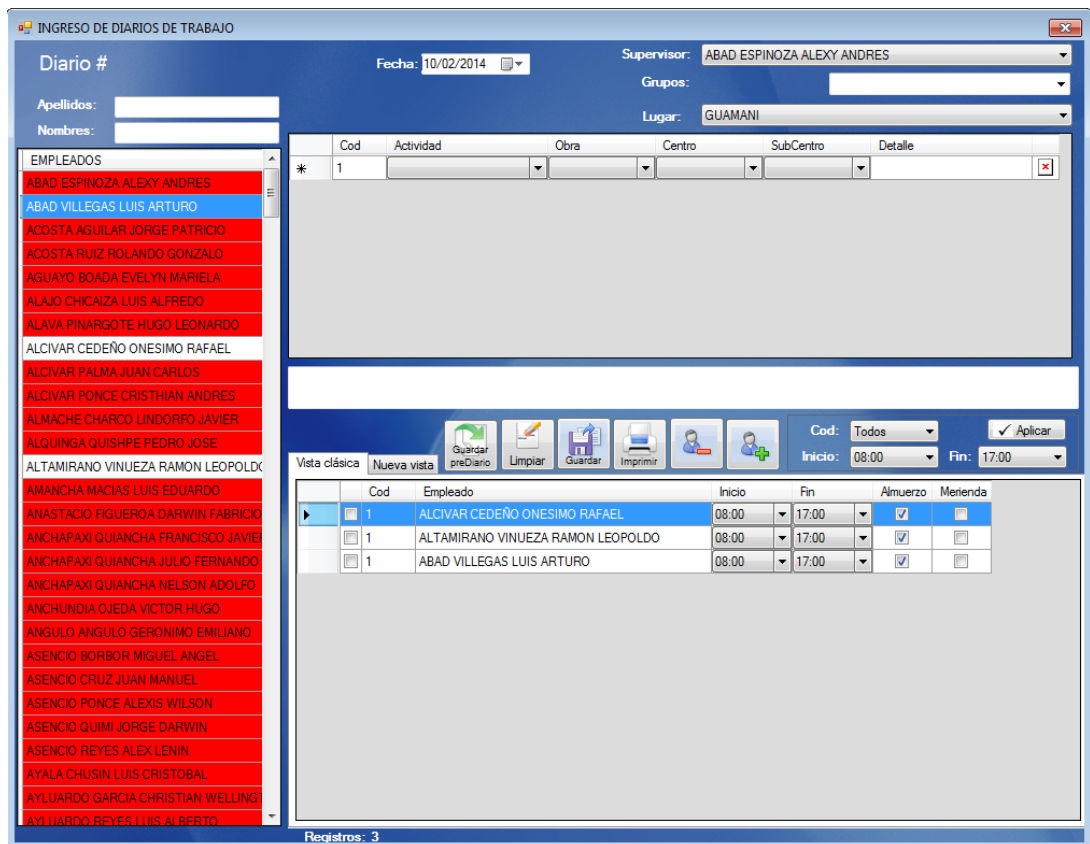 INGRESO DE DIARIOS DE TRABAJO
Diario #
Fecha: 10/02/2014
Supervisor: ABAD ESPINOZA ALEXY ANDRES
Grupos:
Lugar: GUAMANI
Apellidos:
Nombres:
EMPLEADOS
ABAD ESPINOZA ALEXY ANDRES
ABAD VILLEGAS LUIS ARTURO
ACOSTA AGUILAR JORGE PATRICIO
ACOSTA RUIZ ROLANDO GONZALO
AGUAYO BOADA EVELYN MARIELA
ALAJO CHICAIZA LUIS ALFREDO
ALAVA PINARGOTE HUGO LEONARDO
ALCIVAR CEDEÑO ONESIMO RAFAEL
ALCIVAR PALMA JUAN CARLOS
ALCIVAR PONCE CRISTHIAN ANDRES
ALMACHE CHARCO LINDORFO JAVIER
ALQUINGA QUISHPE PEDRO JOSE
ALTAMIRANO VINUEZA RAMON LEOPOLDO
AMANCHA MACIAS LUIS EDUARDO
ANASTACIO FIGUEROA DARWIN FABRICIO
ANCHAPAXI QUIANCHA FRANCISCO JAVIER
ANCHAPAXI QUIANCHA JULIO FERNANDO
ANCHAPAXI QUIANCHA NELSON ADOLFO
ANCHUNDIA OJEDA VICTOR HUGO
ANGULO ANGULO GERONIMO EMILIANO
ASENCIO BORBOR MIGUEL ANGEL
ASENCIO CRUZ JUAN MANUEL
ASENCIO PONCE ALEXIS WILSON
ASENCIO QUIMI JORGE DARWIN
ASENCIO REYES ALEX LENIN
AYALA CHUSIN LUIS CRISTOBAL
AYLUARDO GARCIA CHRISTIAN WELLINGT
AYLUARDO REYES LUIS ALBERTO
Cod Actividad Obra Centro SubCentro Detalle
1
Vista clásica Nueva vista
Guardar preDiario
Limpiar
Guardar
Imprimir
Cod: Todos Aplicar
Inicio: 08:00 Fin: 17:00
Cod Empleado Inicio Fin Almuerzo Merienda
1 ALCIVAR CEDEÑO ONESIMO RAFAEL 08:00 17:00
1 ALTAMIRANO VINUEZA RAMON LEOPOLDO 08:00 17:00
1 ABAD VILLEGAS LUIS ARTURO 08:00 17:00
Registros: 3